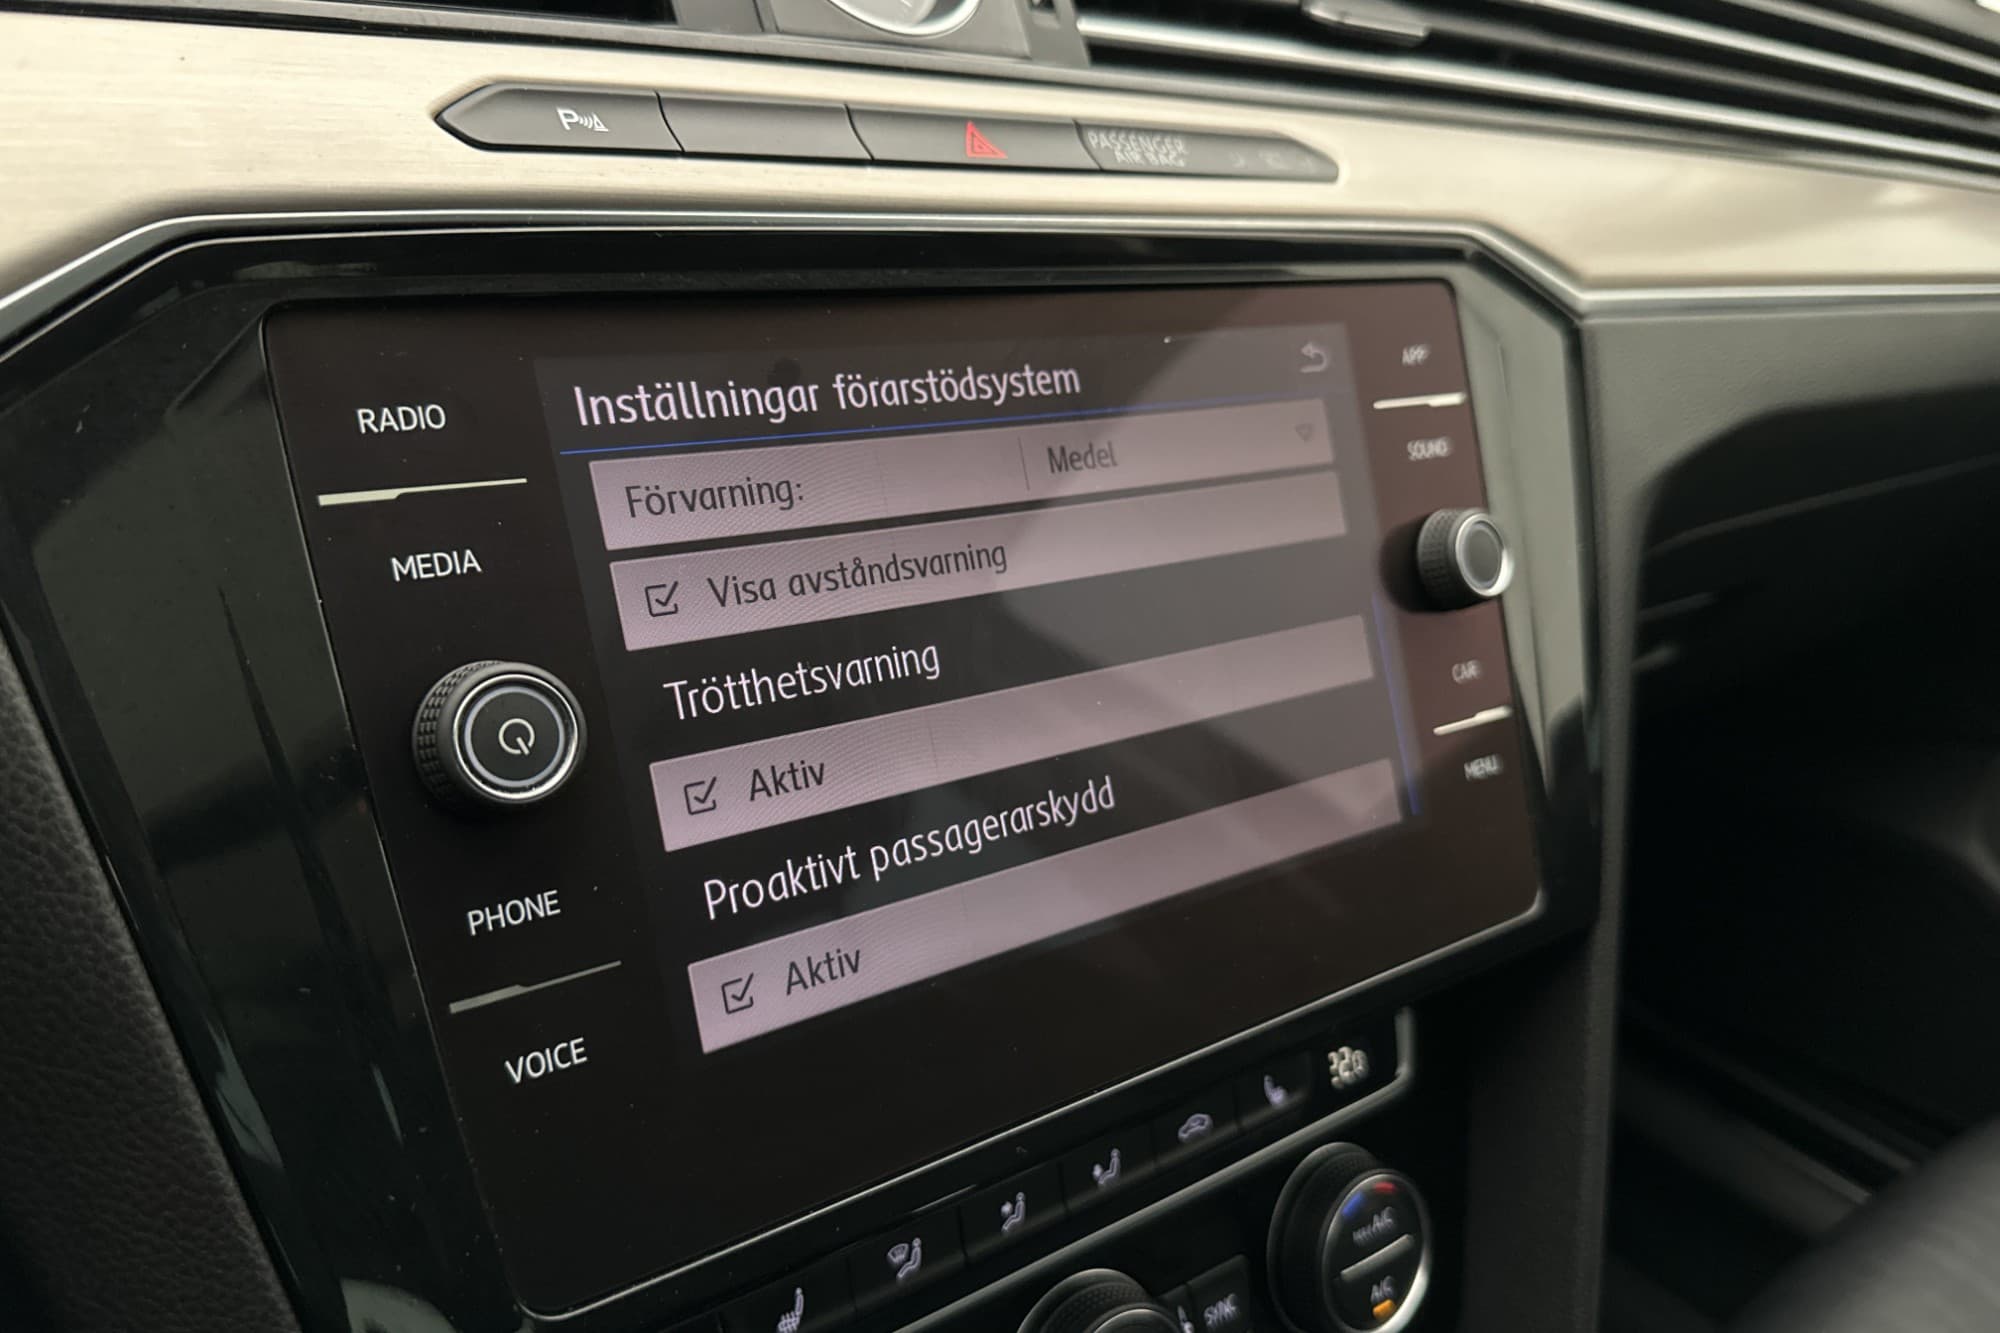 PASSENGER
AIR BAG
RADIO
MEDIA
PHONE
VOICE
Inställningar förarstödsystem
Förvarning: Medel
Visa avståndsvarning
Trötthetsvarning
Aktiv
Proaktivt passagerarskydd
Aktiv
APP
SOUND
CAR
MENU
SYNC
A/C
A/C